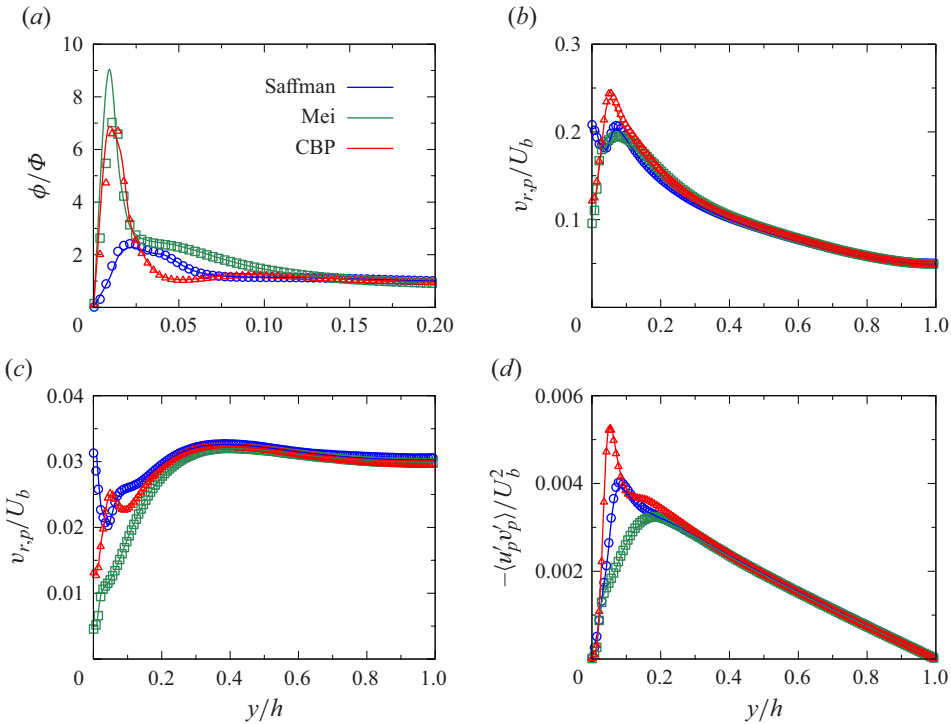 (a)
10
8
6
4
2
0
0.05
0.10
0.15
0.20
ϕ/Φ
Saffman
Mei
CBP
(b)
0.3
0.2
0.1
0
0.2
0.4
0.6
0.8
1.0
v_{r,p}/U_b
(c)
0.04
0.03
0.02
0.01
0
0.2
0.4
0.6
0.8
1.0
v_{r,p}/U_b
y/h
(d)
0.006
0.004
0.002
0
0.2
0.4
0.6
0.8
1.0
−⟨u′_p v′_p⟩/U_b^2
y/h